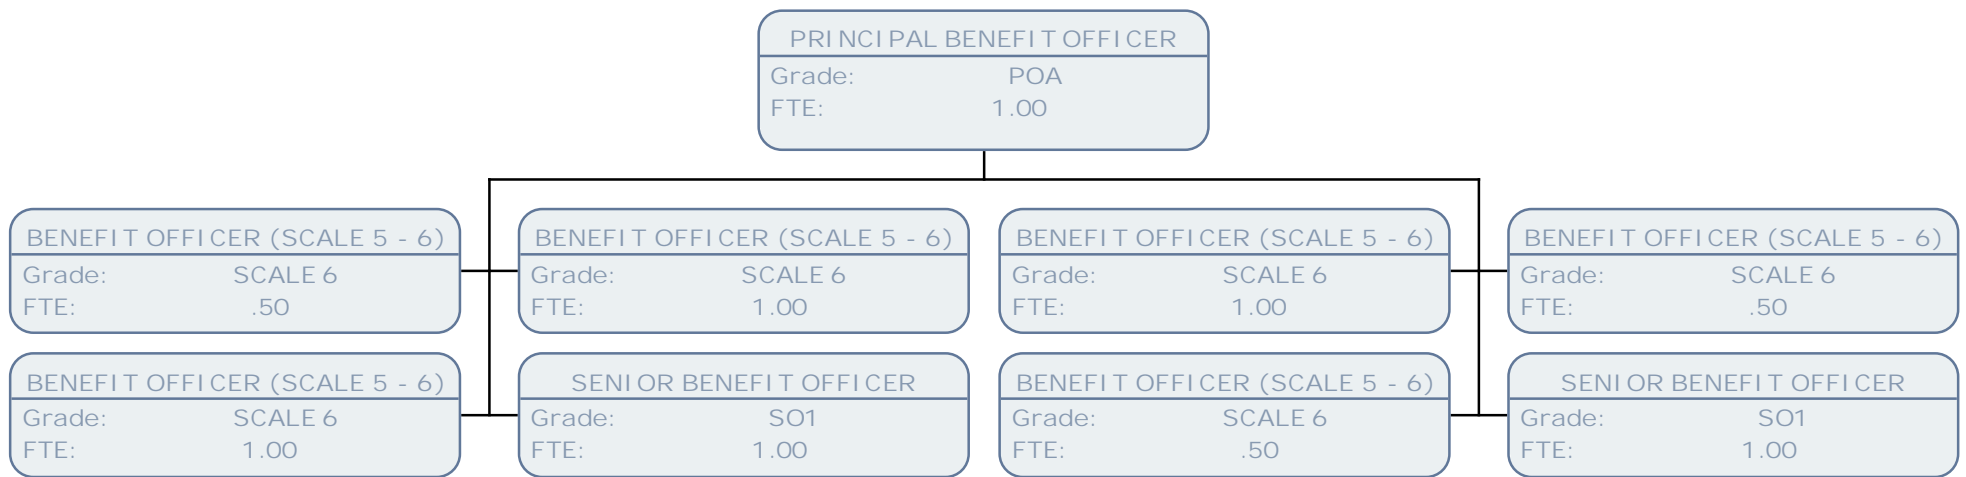 PRINCIPAL BENEFIT OFFICER
Grade: POA
FTE: 1.00
BENEFIT OFFICER (SCALE 5 - 6)
Grade: SCALE 6
FTE: .50
BENEFIT OFFICER (SCALE 5 - 6)
Grade: SCALE 6
FTE: 1.00
BENEFIT OFFICER (SCALE 5 - 6)
Grade: SCALE 6
FTE: 1.00
BENEFIT OFFICER (SCALE 5 - 6)
Grade: SCALE 6
FTE: .50
BENEFIT OFFICER (SCALE 5 - 6)
Grade: SCALE 6
FTE: 1.00
SENIOR BENEFIT OFFICER
Grade: SO1
FTE: 1.00
BENEFIT OFFICER (SCALE 5 - 6)
Grade: SCALE 6
FTE: .50
SENIOR BENEFIT OFFICER
Grade: SO1
FTE: 1.00